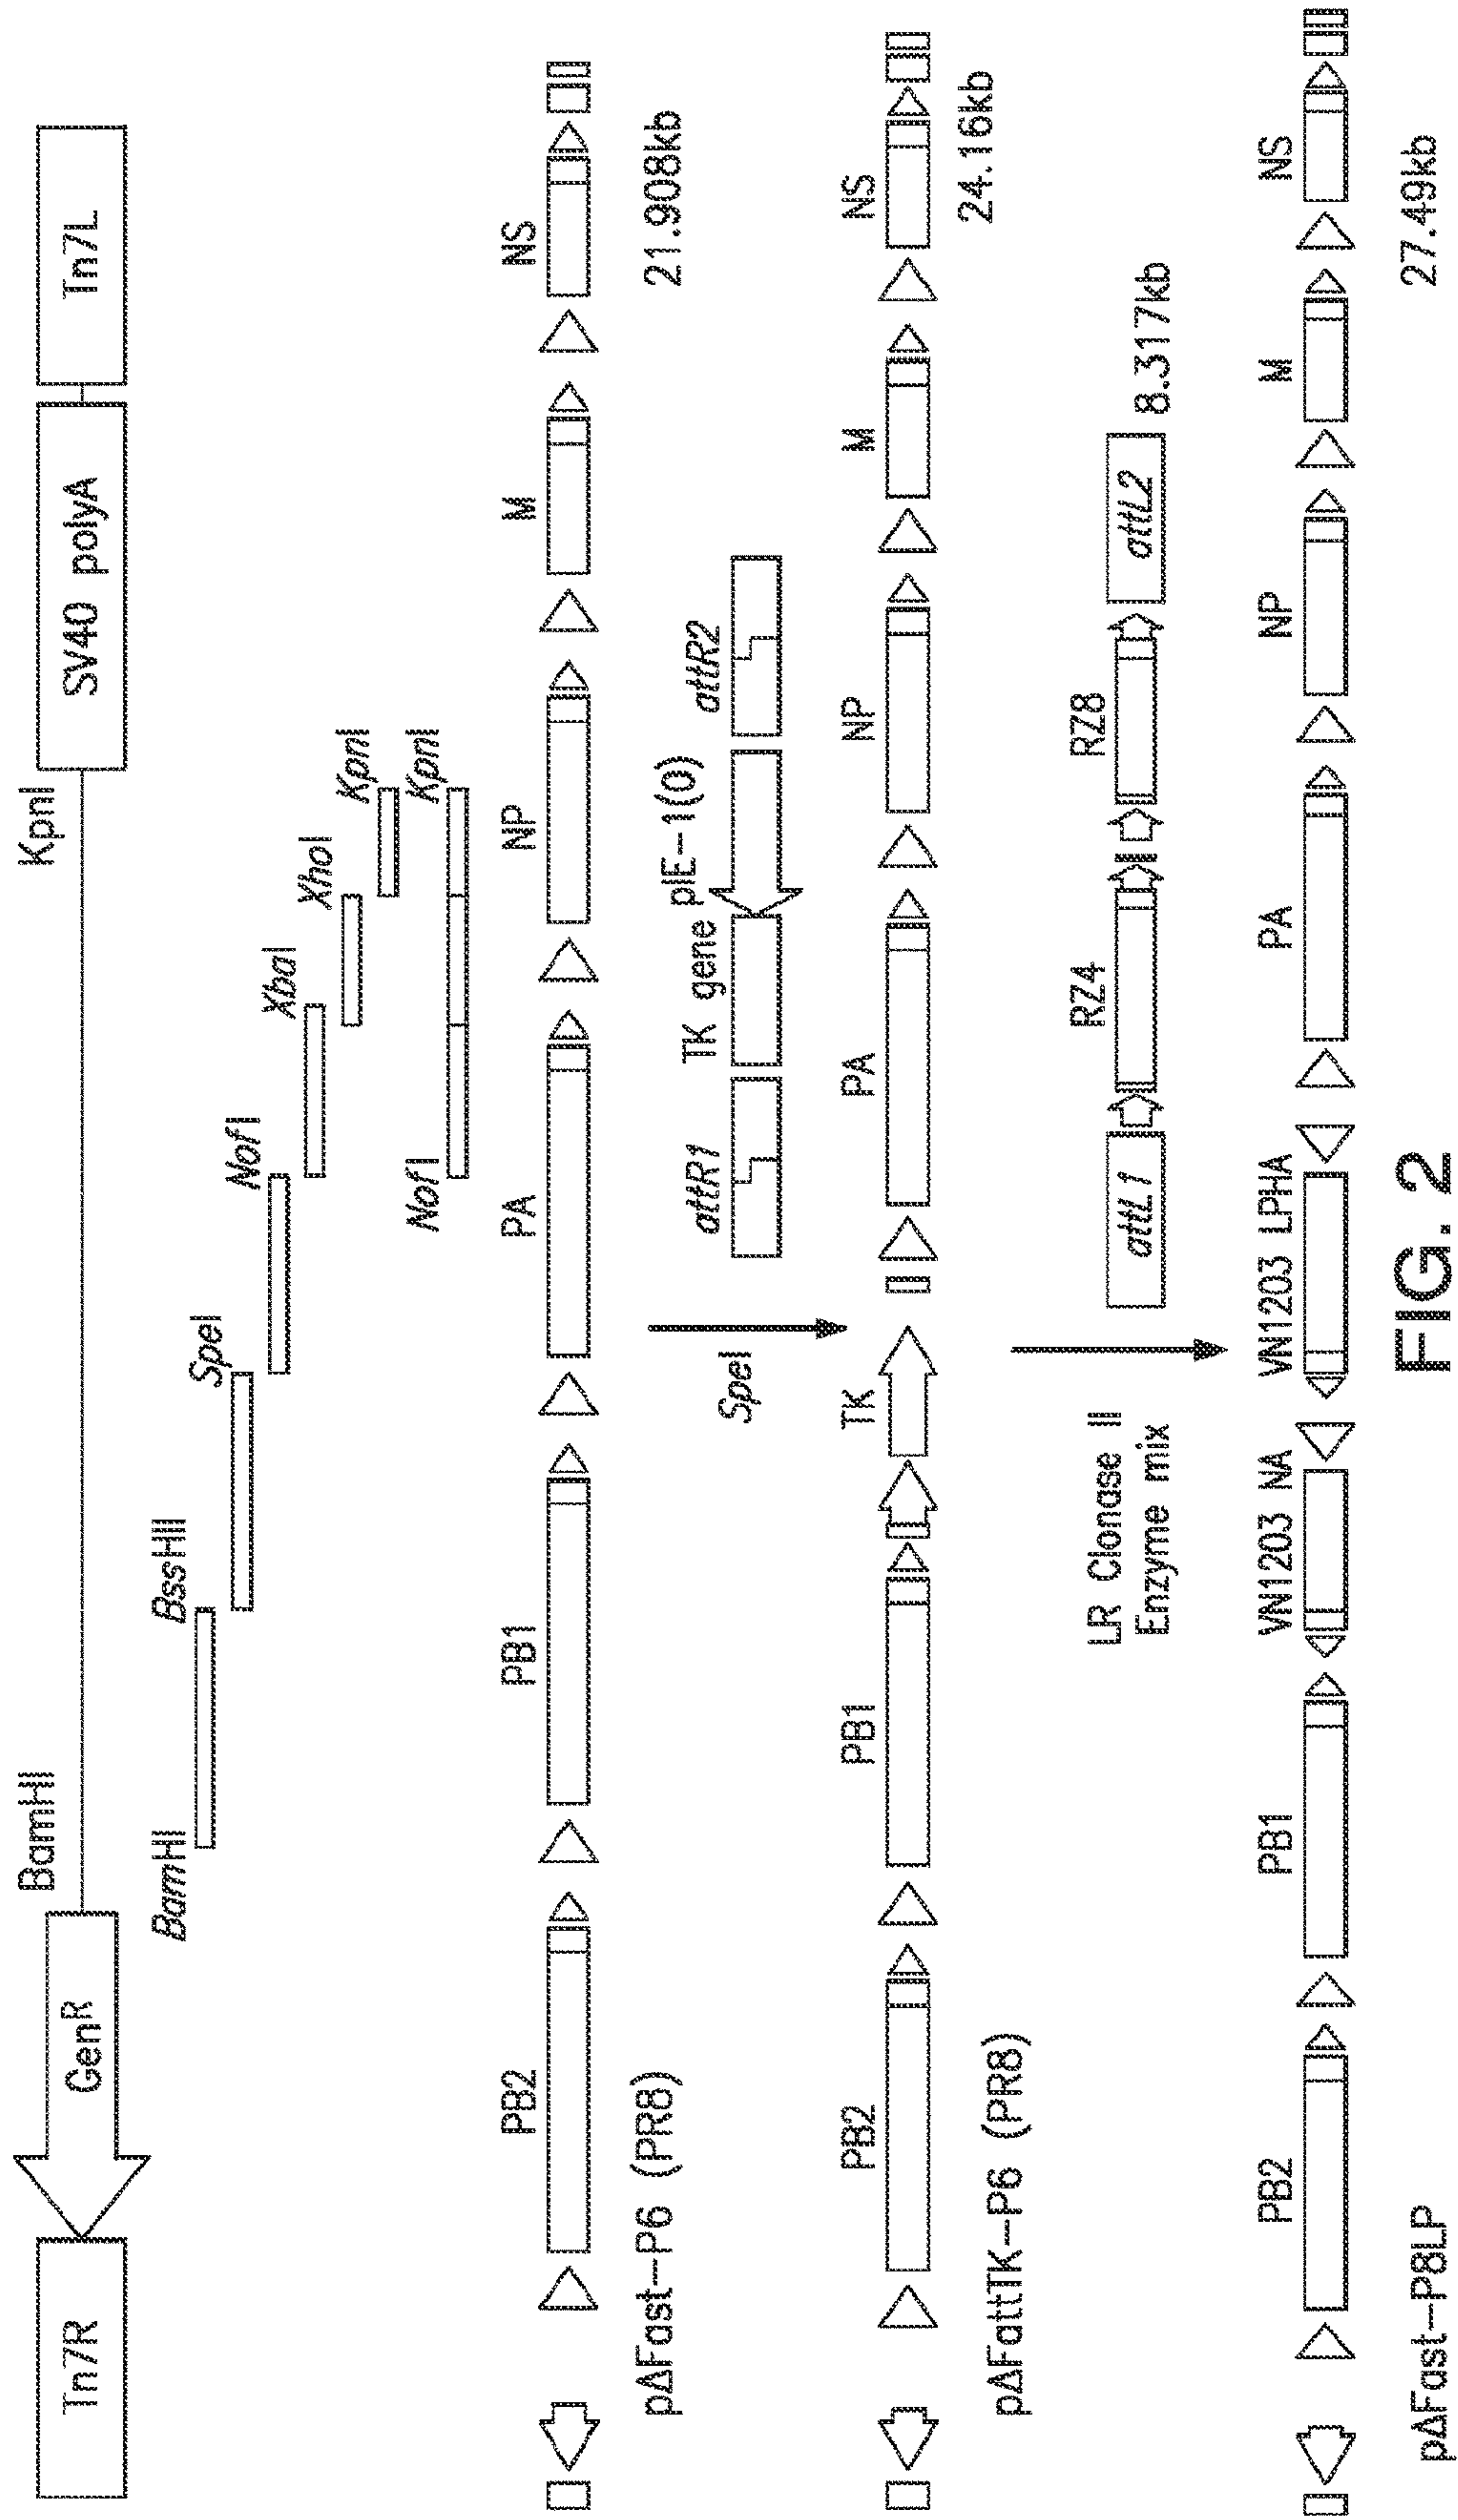 Tn7R
Gen^R
BamHI
KpnI
SV40 polyA
Tn7L
BamHI
BssHII
SpeI
NotI
XbaI
XhoI
KpnI
NotI
KpnI
PB2
PB1
PA
NP
M
NS
pΔFast–P6 (PR8)
21.908kb
SpeI
attR1
TK gene
pIE–1(0)
attR2
PB2
PB1
TK
PA
NP
M
NS
pΔFattTK–P6 (PR8)
24.16kb
LR Clonase II
Enzyme mix
attL1
RZ4
RZ8
attL2
8.317kb
PB2
PB1
VN1203 NA
VN1203 LPHA
PA
NP
M
NS
pΔFast–P8LP
27.49kb
FIG. 2